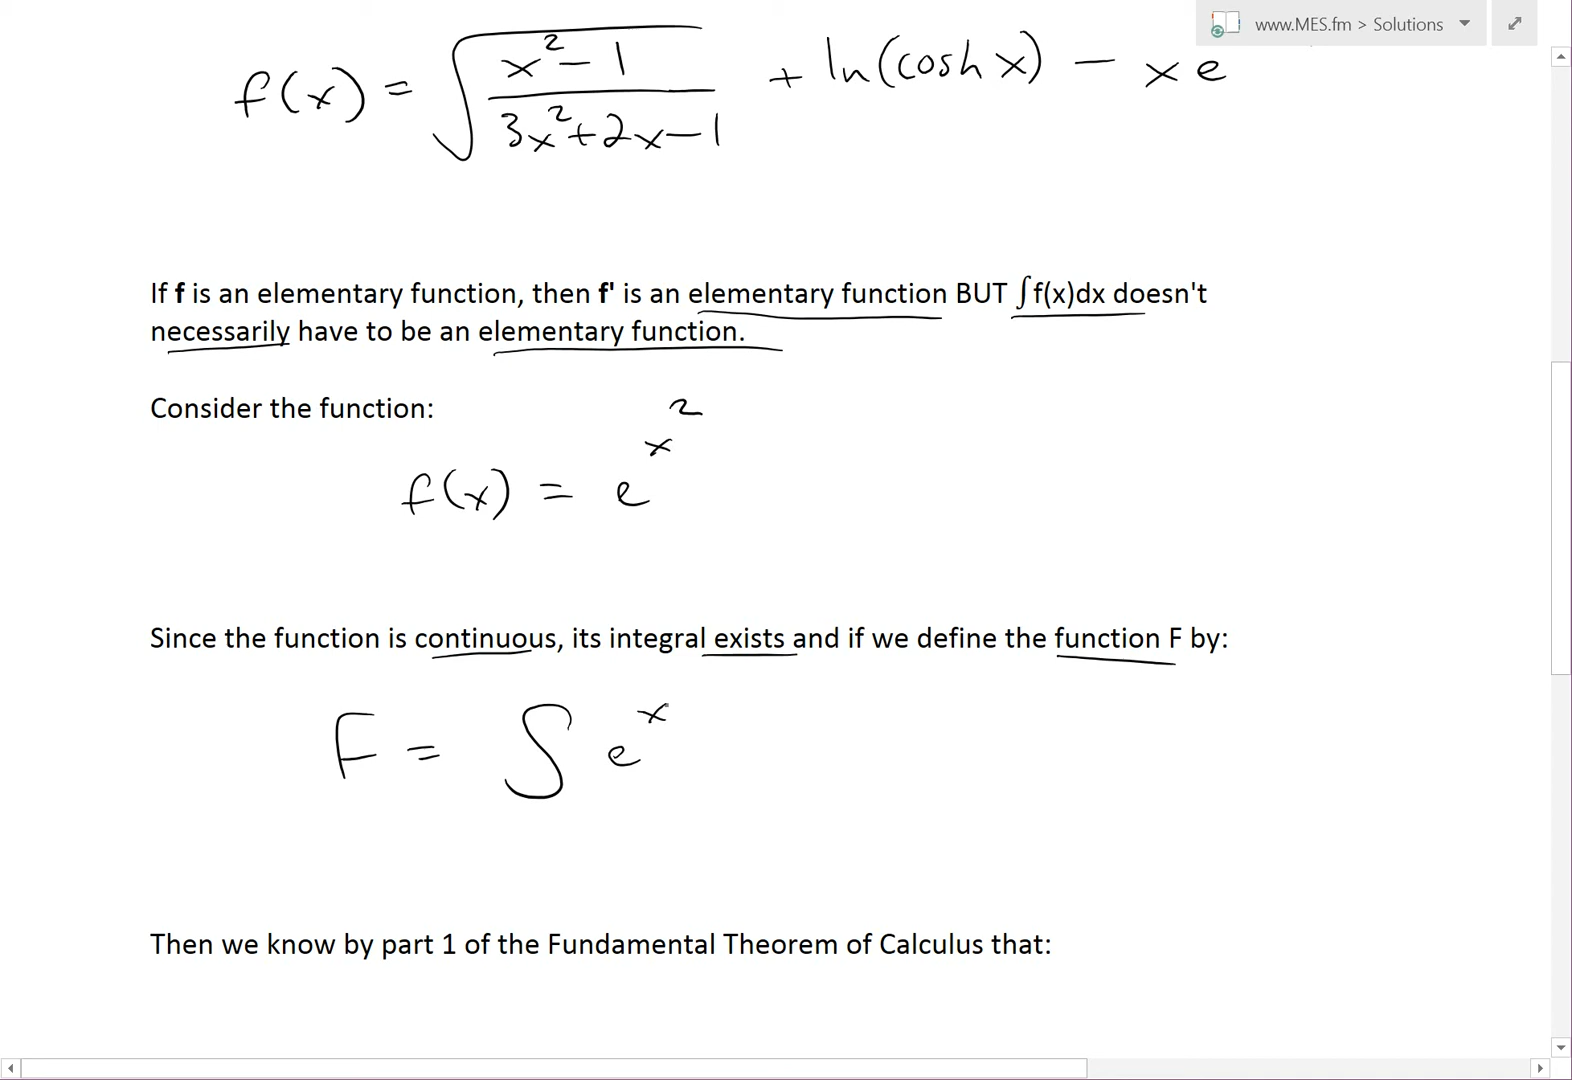 www.MES.fm > Solutions
f(x) = √((x² - 1)/(3x² + 2x - 1)) + ln(cosh x) - x e
If f is an elementary function, then f' is an elementary function BUT ∫f(x)dx doesn't
necessarily have to be an elementary function.
Consider the function:
f(x) = e^x^2
Since the function is continuous, its integral exists and if we define the function F by:
F = ∫ e^x
Then we know by part 1 of the Fundamental Theorem of Calculus that: